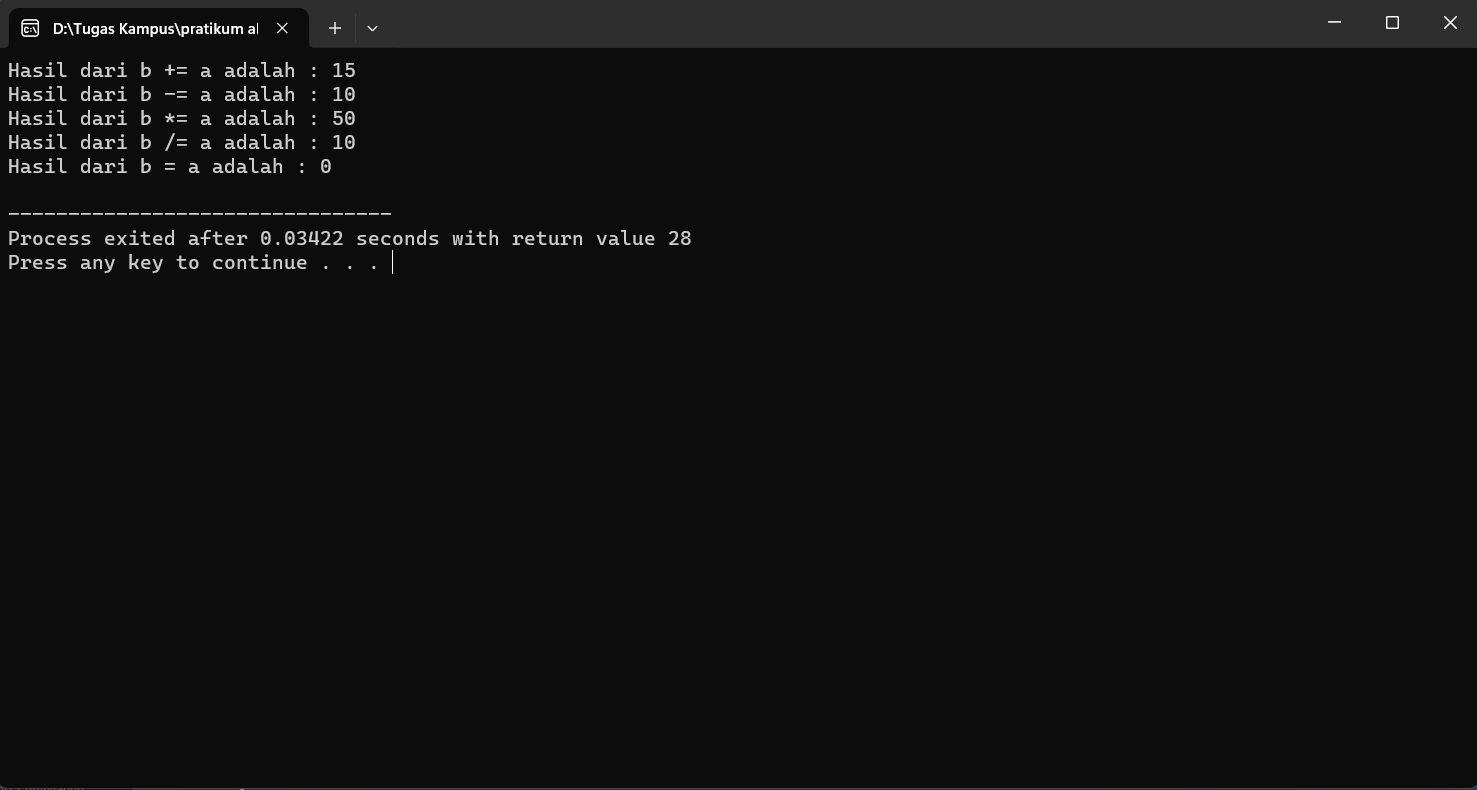 D:\Tugas Kampus\pratikum al
Hasil dari b += a adalah : 15
Hasil dari b -= a adalah : 10
Hasil dari b *= a adalah : 50
Hasil dari b /= a adalah : 10
Hasil dari b = a adalah : 0
--------------------------------
Process exited after 0.03422 seconds with return value 28
Press any key to continue . . .